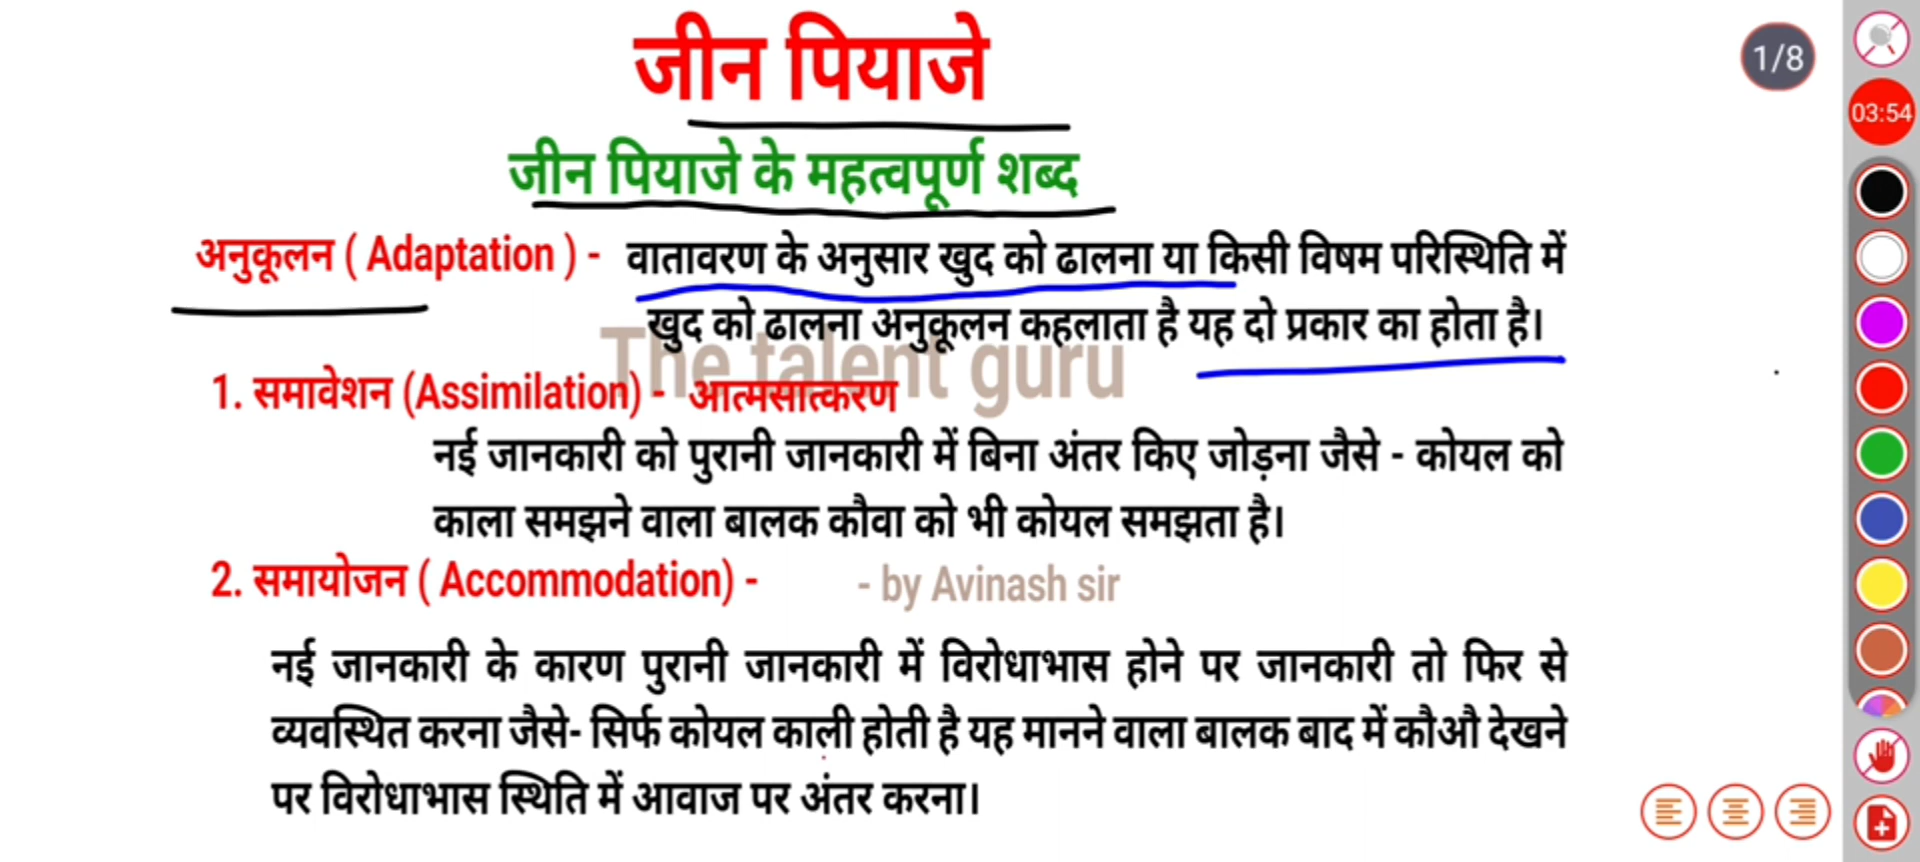 जीन पियाजे
1/8
03:54
जीन पियाजे के महत्वपूर्ण शब्द
अनुकूलन ( Adaptation ) - वातावरण के अनुसार खुद को ढालना या किसी विषम परिस्थिति में
खुद को ढालना अनुकूलन कहलाता है यह दो प्रकार का होता है।
The talent guru
1. समावेशन (Assimilation) - आत्मसात्करण
नई जानकारी को पुरानी जानकारी में बिना अंतर किए जोड़ना जैसे - कोयल को
काला समझने वाला बालक कौवा को भी कोयल समझता है।
2. समायोजन ( Accommodation) -
- by Avinash sir
नई जानकारी के कारण पुरानी जानकारी में विरोधाभास होने पर जानकारी तो फिर से
व्यवस्थित करना जैसे- सिर्फ कोयल काली होती है यह मानने वाला बालक बाद में कौऔ देखने
पर विरोधाभास स्थिति में आवाज पर अंतर करना।